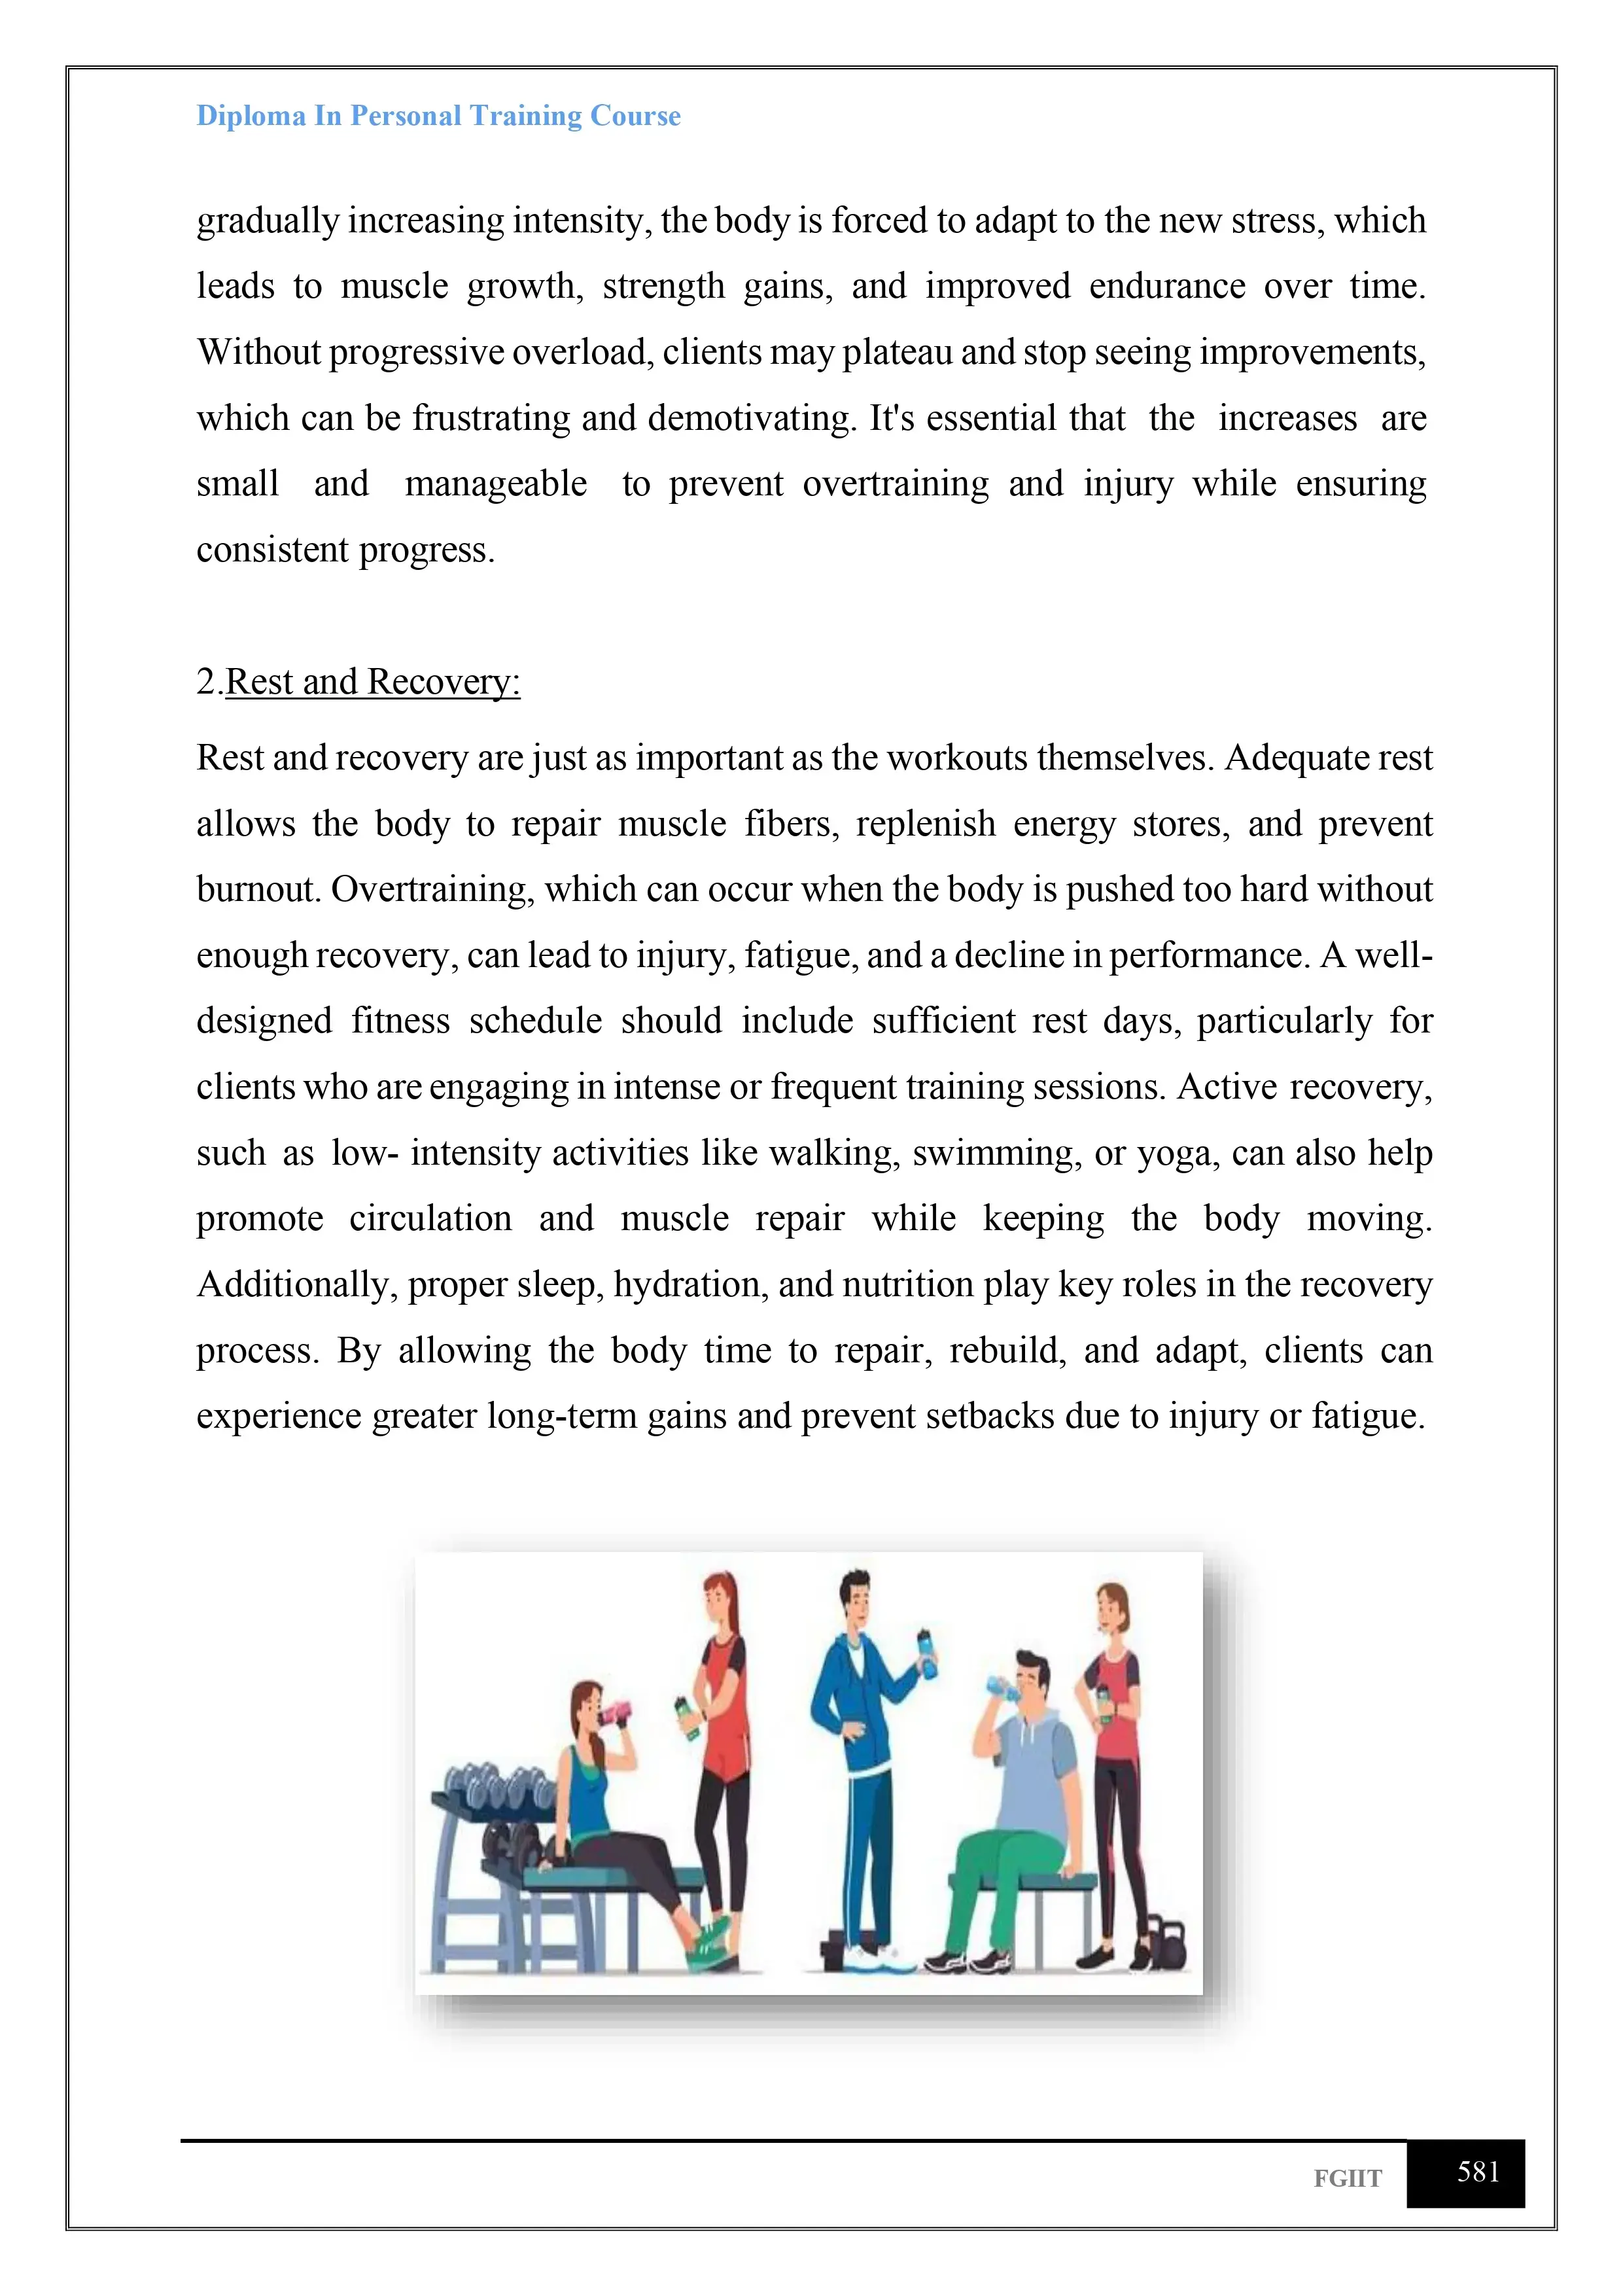 Diploma In Personal Training Course
gradually increasing intensity, the body is forced to adapt to the new stress, which
leads to muscle growth, strength gains, and improved endurance over time.
Without progressive overload, clients may plateau and stop seeing improvements,
which can be frustrating and demotivating. It's essential that the increases are
small and manageable to prevent overtraining and injury while ensuring
consistent progress.
2.Rest and Recovery:
Rest and recovery are just as important as the workouts themselves. Adequate rest
allows the body to repair muscle fibers, replenish energy stores, and prevent
burnout. Overtraining, which can occur when the body is pushed too hard without
enough recovery, can lead to injury, fatigue, and a decline in performance. A well-
designed fitness schedule should include sufficient rest days, particularly for
clients who are engaging in intense or frequent training sessions. Active recovery,
such as low- intensity activities like walking, swimming, or yoga, can also help
promote circulation and muscle repair while keeping the body moving.
Additionally, proper sleep, hydration, and nutrition play key roles in the recovery
process. By allowing the body time to repair, rebuild, and adapt, clients can
experience greater long-term gains and prevent setbacks due to injury or fatigue.
FGIIT
581